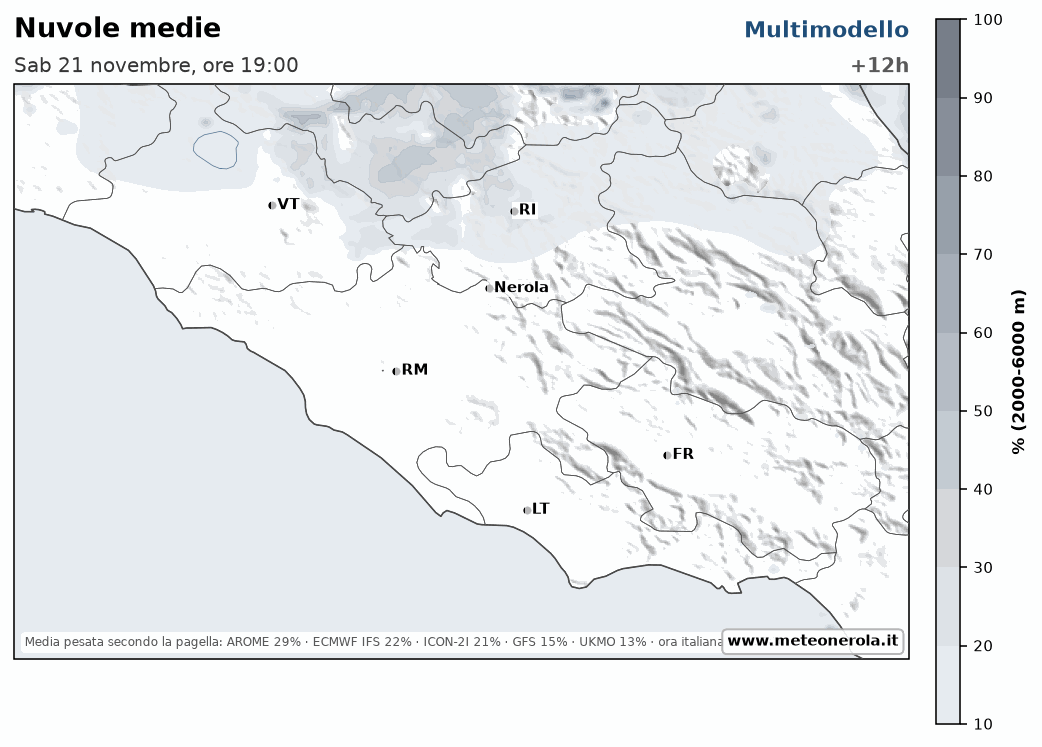 Nuvole medie
Multimodello
Sab 21 novembre, ore 19:00
+12h
VT
RI
Nerola
RM
FR
LT
Media pesata secondo la pagella: AROME 29% · ECMWF IFS 22% · ICON-2I 21% · GFS 15% · UKMO 13% · ora italiana
www.meteonerola.it
100
90
80
70
60
50
40
30
20
10
% (2000-6000 m)